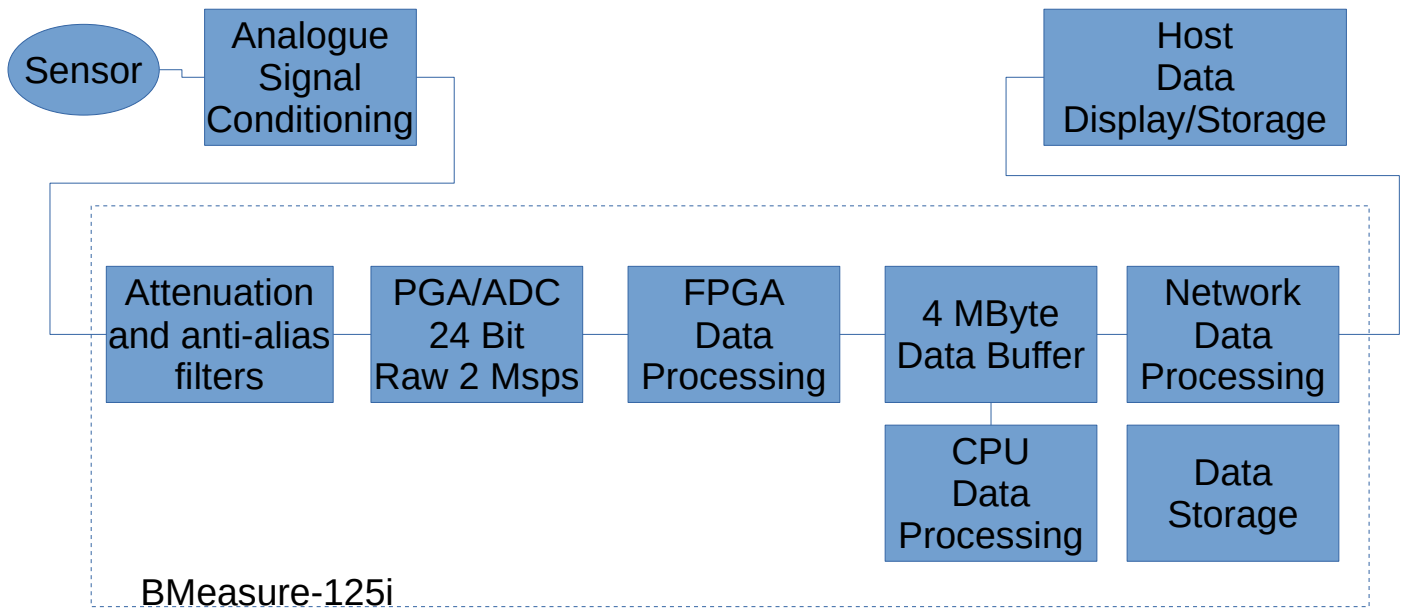 Sensor
Analogue
Signal
Conditioning
Host
Data
Display/Storage
Attenuation
and anti-alias
filters
PGA/ADC
24 Bit
Raw 2 Msps
FPGA
Data
Processing
4 MByte
Data Buffer
Network
Data
Processing
CPU
Data
Processing
Data
Storage
BMeasure-125i